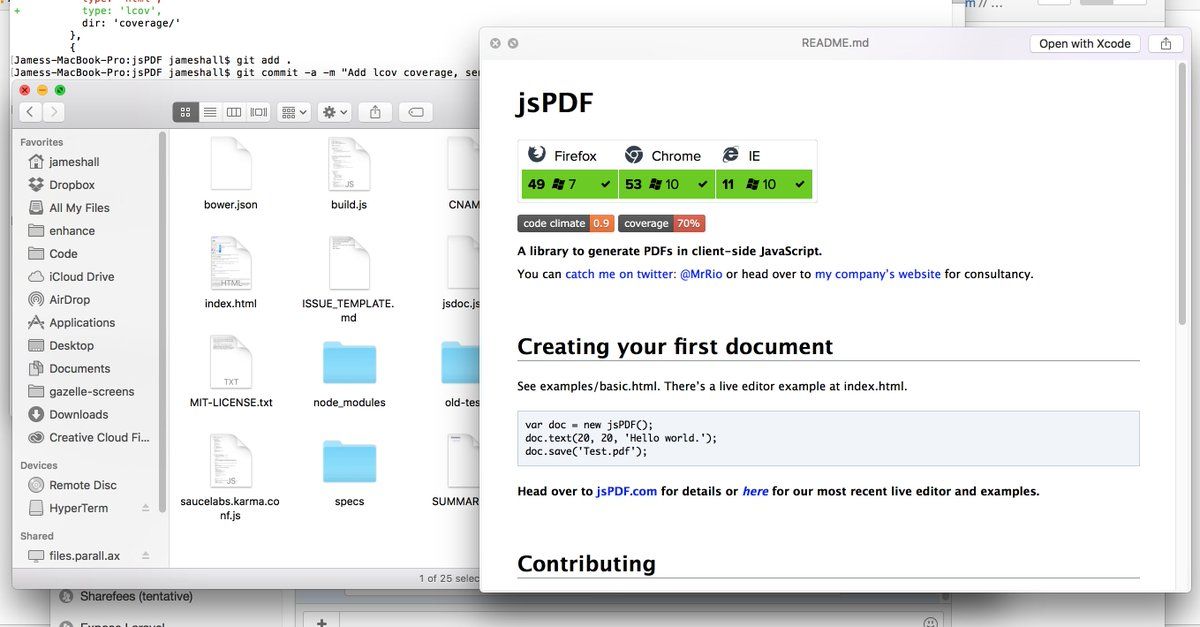 type: 'html',
+ type: 'lcov',
dir: 'coverage/'
},
{
[Jamess-MacBook-Pro:jsPDF jameshall$ git add .
[Jamess-MacBook-Pro:jsPDF jameshall$ git commit -a -m "Add lcov coverage, se
m // ...
README.md
Open with Xcode
Favorites
jameshall
Dropbox
All My Files
enhance
Code
iCloud Drive
AirDrop
Applications
Desktop
Documents
gazelle-screens
Downloads
Creative Cloud Fi...
Devices
Remote Disc
HyperTerm
Shared
files.parall.ax
JS
bower.json
build.js
CNAM
HTML
index.html
ISSUE_TEMPLATE.
md
jsdoc.js
TXT
MIT-LICENSE.txt
node_modules
old-tes
JS
saucelabs.karma.co
nf.js
specs
SUMMAR
1 of 25 selec
jsPDF
Firefox Chrome IE
49 7 53 10 11 10
code climate 0.9 coverage 70%
A library to generate PDFs in client-side JavaScript.
You can catch me on twitter: @MrRio or head over to my company's website for consultancy.
Creating your first document
See examples/basic.html. There's a live editor example at index.html.
var doc = new jsPDF();
doc.text(20, 20, 'Hello world.');
doc.save('Test.pdf');
Head over to jsPDF.com for details or here for our most recent live editor and examples.
Contributing
Sharefees (tentative)
Expose Laravel